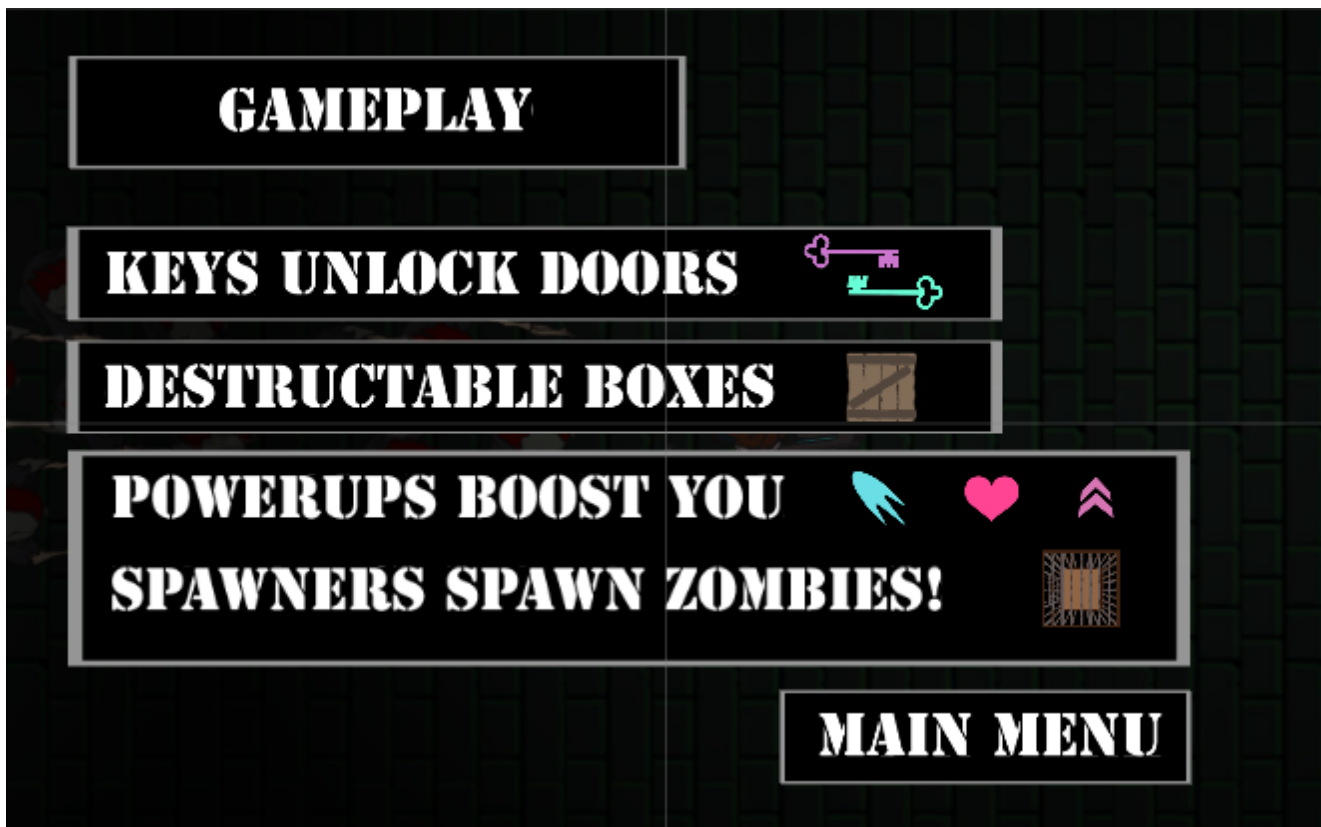 GAMEPLAY
KEYS UNLOCK DOORS
DESTRUCTABLE BOXES
POWERUPS BOOST YOU
SPAWNERS SPAWN ZOMBIES!
MAIN MENU